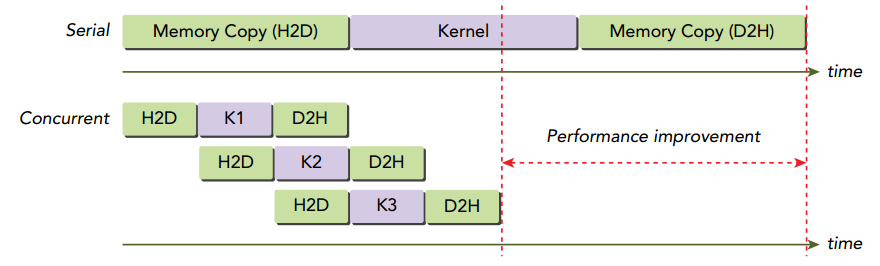 Serial Memory Copy (H2D) Kernel Memory Copy (D2H)
time
Concurrent H2D K1 D2H
Performance improvement
H2D K2 D2H
H2D K3 D2H
time